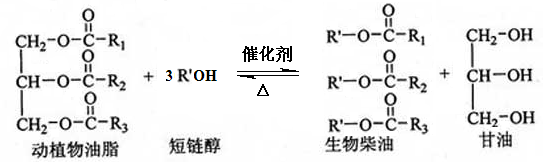 CH₂-O-C-R₁
O
CH-O-C-R₂
O
CH₂-O-C-R₃
O
动植物油脂
+ 3 R'OH
短链醇
催化剂
△
R'-O-C-R₁
O
R'-O-C-R₂
O
R'-O-C-R₃
O
生物柴油
+
CH₂-OH
CH-OH
CH₂-OH
甘油